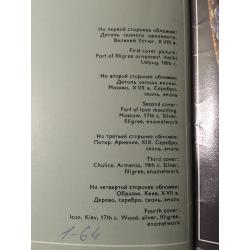 На первой стороне обложки:
Деталь сканого орнамента.
Великий Устюг. XVIII в.
First cover picture:
Part of filigree ornament. Veliki
Ustyug. 18th c.
На второй стороне обложки:
Деталь оклада иконы.
Москва. XVII в. Серебро,
скань, эмаль
Second cover:
Part of icon mounting.
Moscow. 17th c. Silver,
filigree, enamelwork
На третьей стороне обложки:
Потир. Армения. XIX. Серебро,
скань, эмаль
Third cover:
Chalice. Armenia. 19th c. Silver,
filigree, enamelwork
На четвертой стороне обложки:
Образок. Киев. XVII в.
Дерево, серебро, скань, эмаль
Fourth cover:
Icon. Kiev. 17th c. Wood, silver,
filigree, enamelwork
1-64